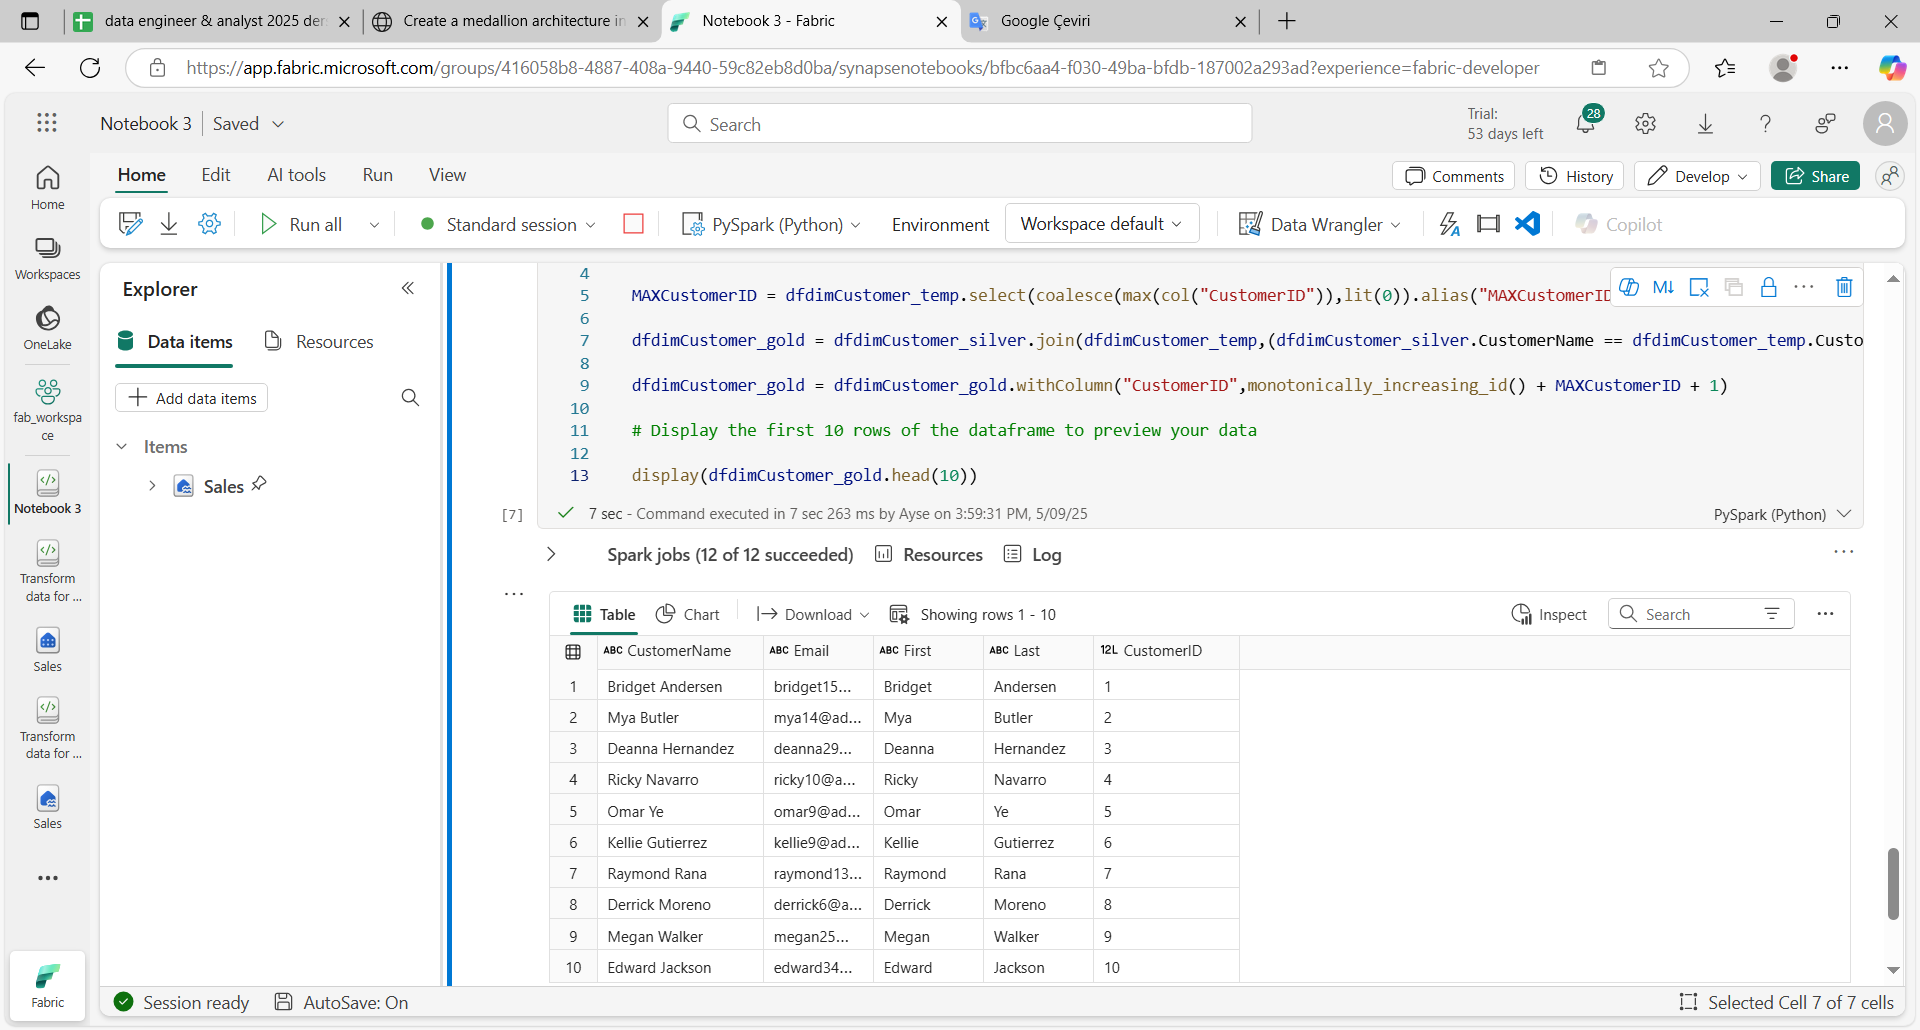 data engineer & analyst 2025 der
Create a medallion architecture in
Notebook 3 - Fabric
Google Çeviri
https://app.fabric.microsoft.com/groups/416058b8-4887-408a-9440-59c82eb8d0ba/synapsenotebooks/bfbc6aa4-f030-49ba-bfdb-187002a293ad?experience=fabric-developer
Notebook 3
Saved
Search
Trial:
53 days left
28
Home
Edit
AI tools
Run
View
Comments
History
Develop
Share
Run all
Standard session
PySpark (Python)
Environment
Workspace default
Data Wrangler
Copilot
Home
Workspaces
OneLake
fab_workspa
ce
Notebook 3
Transform
data for ...
Sales
Transform
data for ...
Sales
Fabric
Explorer
Data items
Resources
Add data items
Items
Sales
4
5 MAXCustomerID = dfdimCustomer_temp.select(coalesce(max(col("CustomerID")),lit(0)).alias("MAXCustomerID
6
7 dfdimCustomer_gold = dfdimCustomer_silver.join(dfdimCustomer_temp,(dfdimCustomer_silver.CustomerName == dfdimCustomer_temp.Custo
8
9 dfdimCustomer_gold = dfdimCustomer_gold.withColumn("CustomerID",monotonically_increasing_id() + MAXCustomerID + 1)
10
11 # Display the first 10 rows of the dataframe to preview your data
12
13 display(dfdimCustomer_gold.head(10))
[7]
7 sec - Command executed in 7 sec 263 ms by Ayse on 3:59:31 PM, 5/09/25
PySpark (Python)
M↓
Spark jobs (12 of 12 succeeded)
Resources
Log
Table
Chart
Download
Showing rows 1 - 10
Inspect
Search
ABC CustomerName ABC Email ABC First ABC Last 12L CustomerID
1 Bridget Andersen bridget15... Bridget Andersen 1
2 Mya Butler mya14@ad... Mya Butler 2
3 Deanna Hernandez deanna29... Deanna Hernandez 3
4 Ricky Navarro ricky10@a... Ricky Navarro 4
5 Omar Ye omar9@ad... Omar Ye 5
6 Kellie Gutierrez kellie9@ad... Kellie Gutierrez 6
7 Raymond Rana raymond13... Raymond Rana 7
8 Derrick Moreno derrick6@a... Derrick Moreno 8
9 Megan Walker megan25... Megan Walker 9
10 Edward Jackson edward34... Edward Jackson 10
Session ready
AutoSave: On
Selected Cell 7 of 7 cells